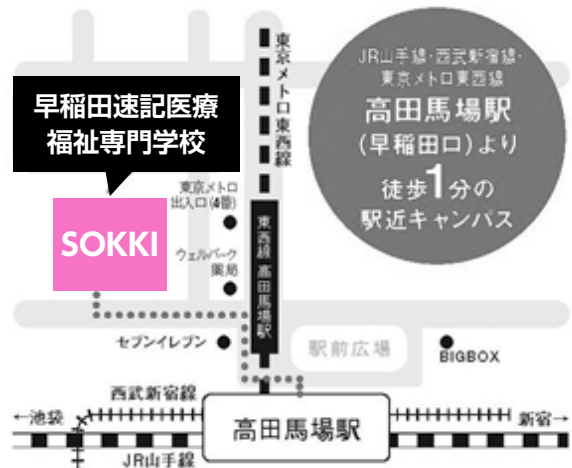 早稲田速記医療
福祉専門学校
SOKKI
東京メトロ東西線
JR山手線・西武新宿線・
東京メトロ東西線
高田馬場駅
(早稲田口)より
徒歩1分の
駅近キャンパス
東京メトロ
出入口(4番)
ウェルパーク
薬局
東西線 高田馬場駅
セブンイレブン
駅前広場
BIGBOX
西武新宿線
←池袋
高田馬場駅
新宿→
JR山手線